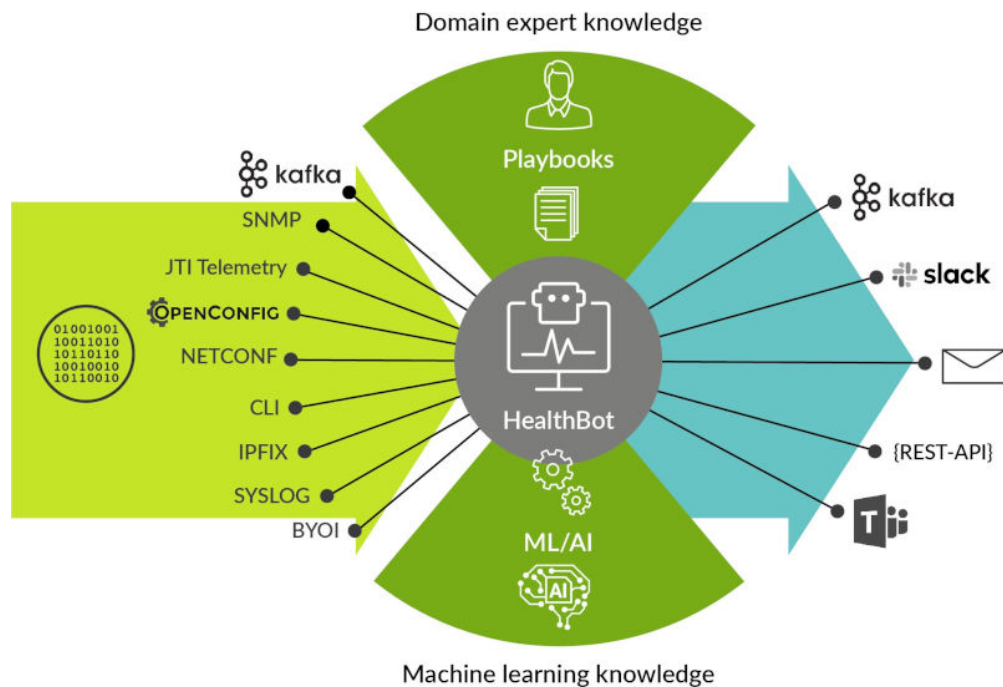 Domain expert knowledge
Playbooks
kafka
SNMP
JTI Telemetry
OPENCONFIG
NETCONF
CLI
IPFIX
SYSLOG
BYOI
01001001
10011010
10110110
10010010
10110010
HealthBot
kafka
slack
{REST-API}
T
ML/AI
AI
Machine learning knowledge